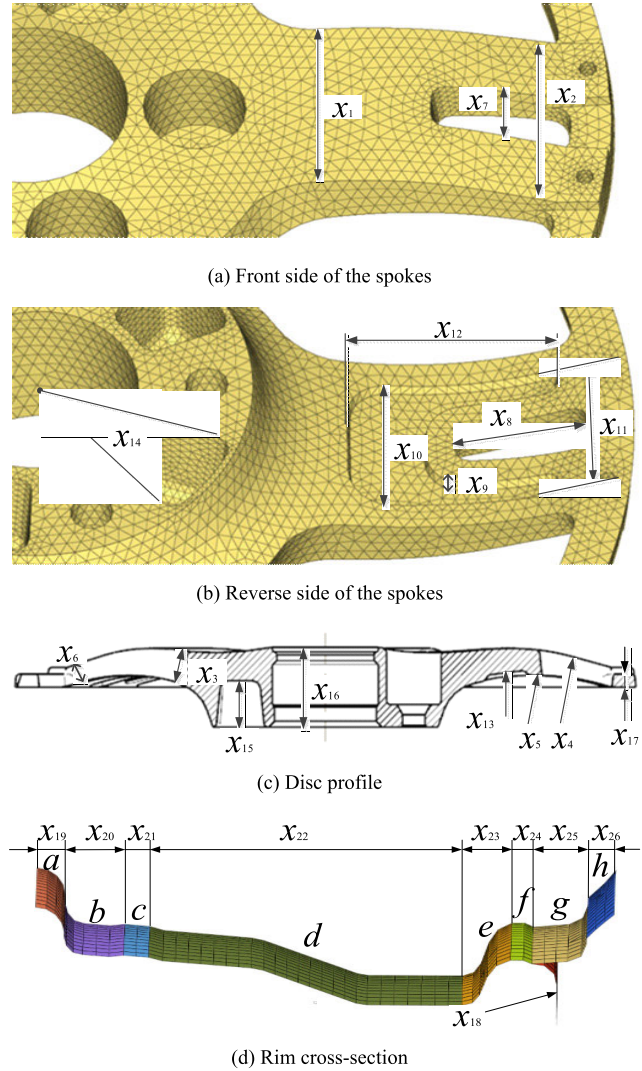 x1
x7
x2
(a) Front side of the spokes
x12
x8
x11
x14
x10
x9
(b) Reverse side of the spokes
x6
x3
x16
x15
x13
x5
x4
x17
(c) Disc profile
x19 x20 x21 x22 x23 x24 x25 x26
a b c d e f g h
x18
(d) Rim cross-section